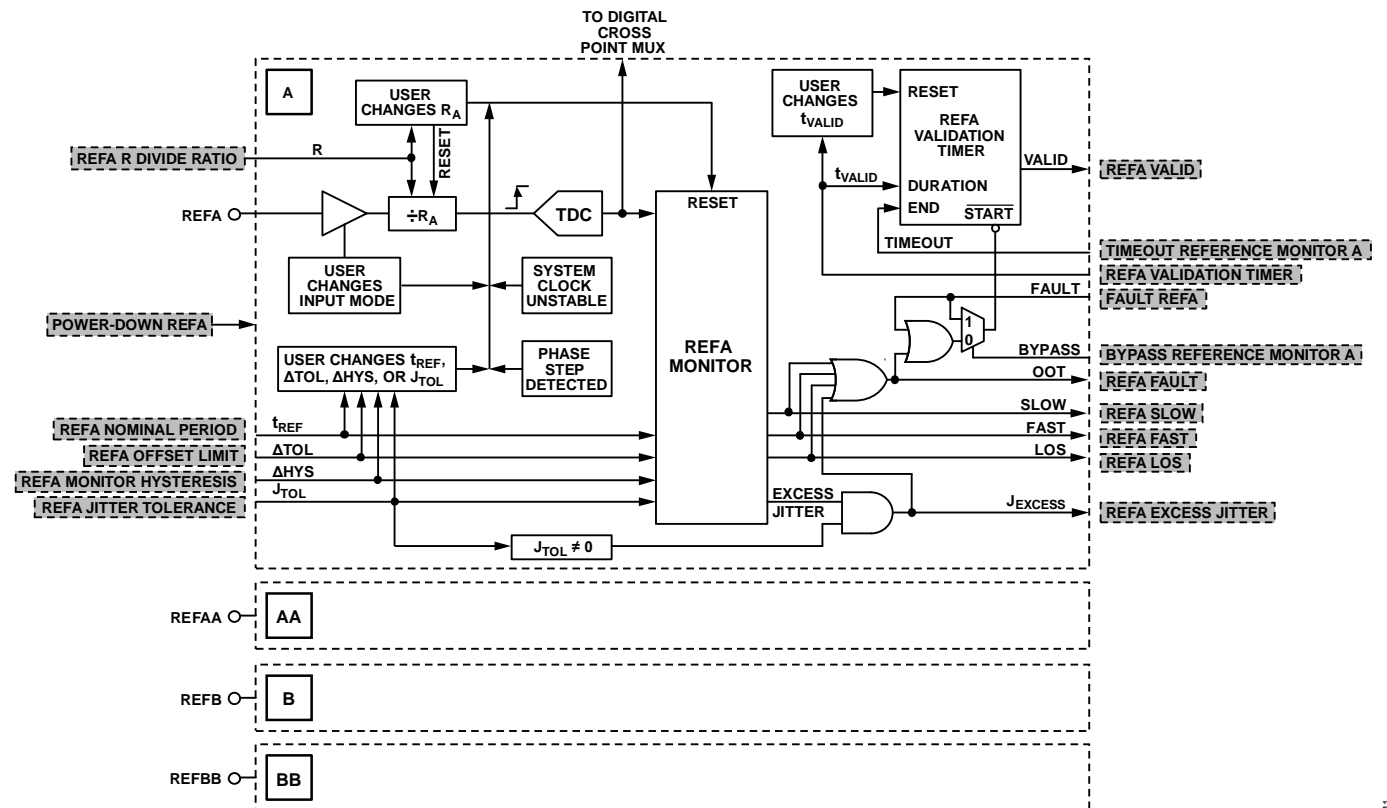 TO DIGITAL
CROSS
POINT MUX
A
USER
CHANGES RA
RESET
R
REFA R DIVIDE RATIO
REFA
÷RA
TDC
USER
CHANGES
INPUT MODE
SYSTEM
CLOCK
UNSTABLE
POWER-DOWN REFA
USER CHANGES tREF,
ΔTOL, ΔHYS, OR JTOL
PHASE
STEP
DETECTED
REFA NOMINAL PERIOD
tREF
REFA OFFSET LIMIT
ΔTOL
REFA MONITOR HYSTERESIS
ΔHYS
REFA JITTER TOLERANCE
JTOL
JTOL ≠ 0
RESET
REFA
MONITOR
EXCESS
JITTER
USER
CHANGES
tVALID
RESET
REFA
VALIDATION
TIMER
tVALID
DURATION
END
START
VALID
REFA VALID
TIMEOUT
TIMEOUT REFERENCE MONITOR A
REFA VALIDATION TIMER
FAULT
FAULT REFA
1
0
BYPASS
BYPASS REFERENCE MONITOR A
OOT
REFA FAULT
SLOW
REFA SLOW
FAST
REFA FAST
LOS
REFA LOS
JEXCESS
REFA EXCESS JITTER
REFAA
AA
REFB
B
REFBB
BB